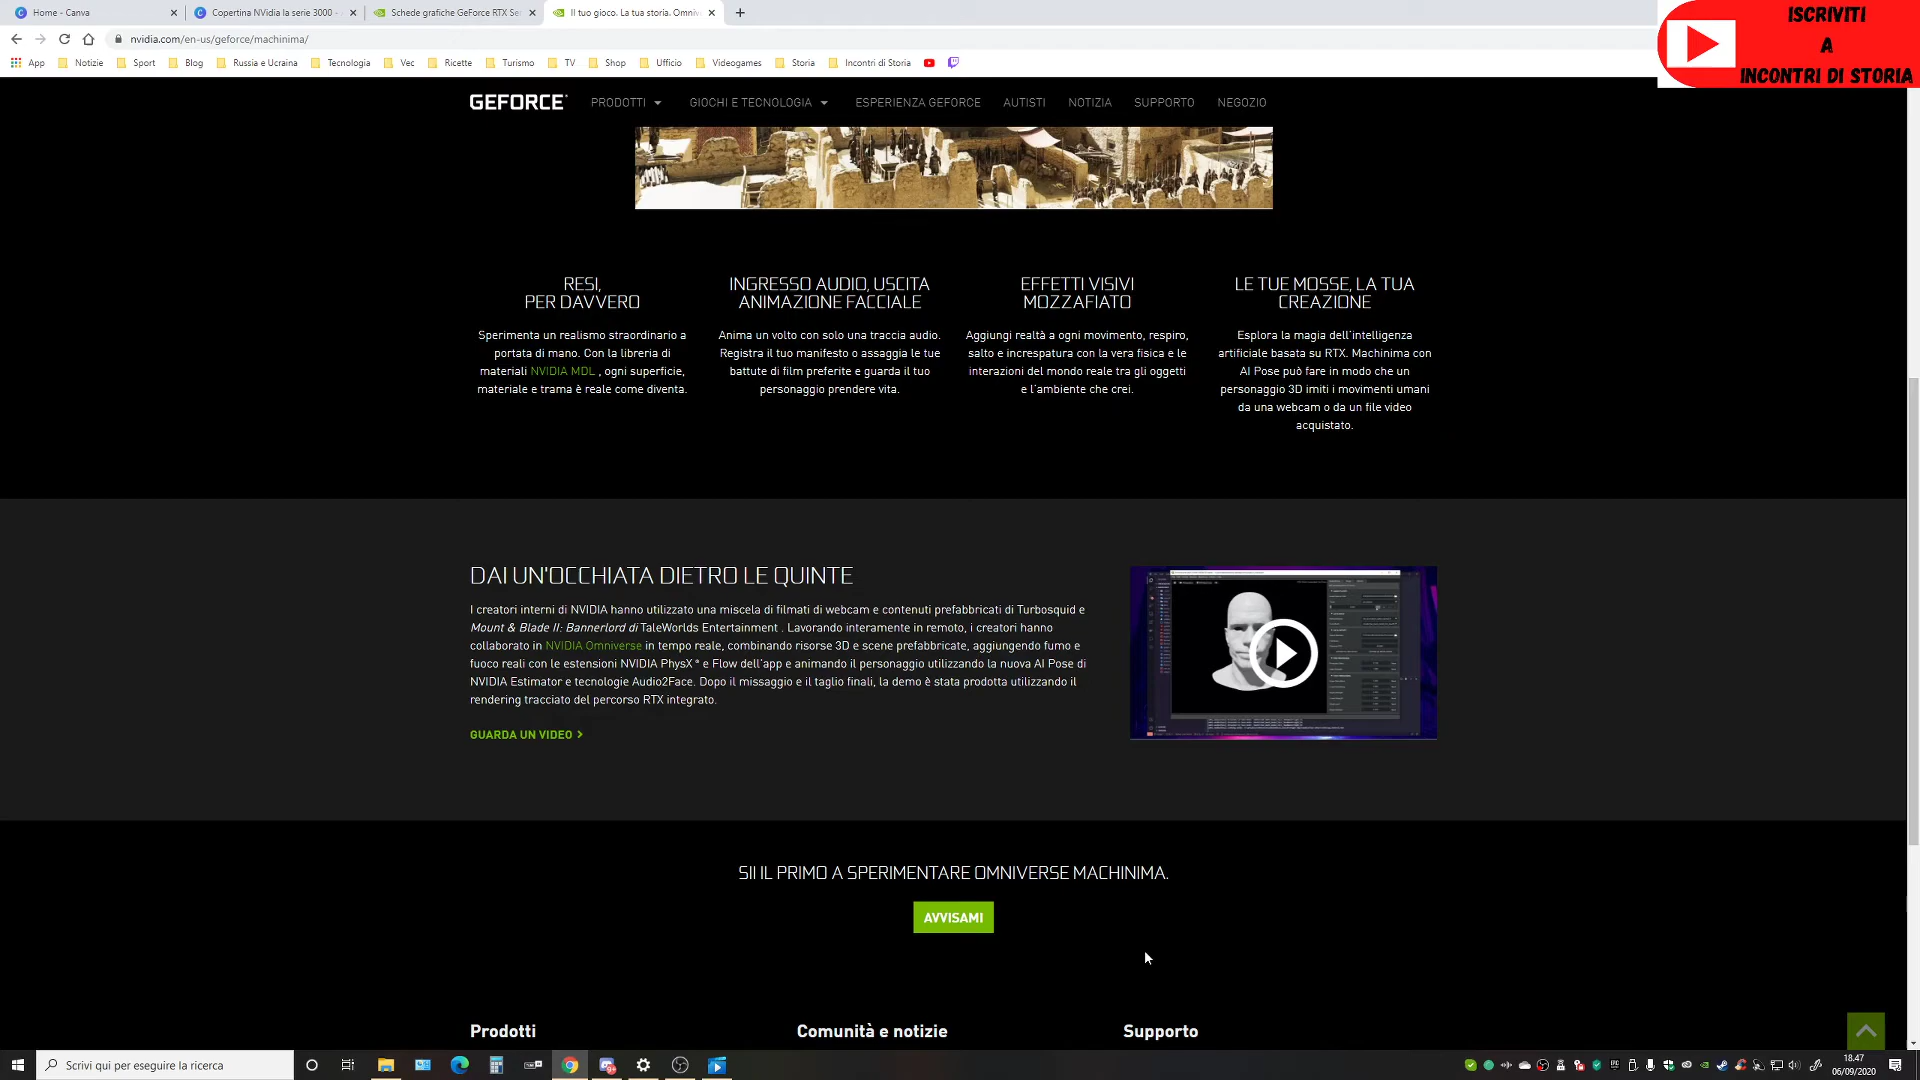 Home - Canva
Copertina NVidia la serie 3000 -
Schede grafiche GeForce RTX Se
Il tuo gioco. La tua storia. Omniv
nvidia.com/en-us/geforce/machinima/
App
Notizie
Sport
Blog
Russia e Ucraina
Tecnologia
Vec
Ricette
Turismo
TV
Shop
Ufficio
Videogames
Storia
Incontri di Storia
ISCRIVITI
A
INCONTRI DI STORIA
GEFORCE
PRODOTTI
GIOCHI E TECNOLOGIA
ESPERIENZA GEFORCE
AUTISTI
NOTIZIA
SUPPORTO
NEGOZIO
RESI,
PER DAVVERO
Sperimenta un realismo straordinario a
portata di mano. Con la libreria di
materiali NVIDIA MDL , ogni superficie,
materiale e trama è reale come diventa.
INGRESSO AUDIO, USCITA
ANIMAZIONE FACCIALE
Anima un volto con solo una traccia audio.
Registra il tuo manifesto o assaggia le tue
battute di film preferite e guarda il tuo
personaggio prendere vita.
EFFETTI VISIVI
MOZZAFIATO
Aggiungi realtà a ogni movimento, respiro,
salto e increspatura con la vera fisica e le
interazioni del mondo reale tra gli oggetti
e l'ambiente che crei.
LE TUE MOSSE, LA TUA
CREAZIONE
Esplora la magia dell'intelligenza
artificiale basata su RTX. Machinima con
AI Pose può fare in modo che un
personaggio 3D imiti i movimenti umani
da una webcam o da un file video
acquistato.
DAI UN'OCCHIATA DIETRO LE QUINTE
I creatori interni di NVIDIA hanno utilizzato una miscela di filmati di webcam e contenuti prefabbricati di Turbosquid e
Mount & Blade II: Bannerlord di TaleWorlds Entertainment . Lavorando interamente in remoto, i creatori hanno
collaborato in NVIDIA Omniverse in tempo reale, combinando risorse 3D e scene prefabbricate, aggiungendo fumo e
fuoco reali con le estensioni NVIDIA PhysX ® e Flow dell'app e animando il personaggio utilizzando la nuova AI Pose di
NVIDIA Estimator e tecnologie Audio2Face. Dopo il missaggio e il taglio finali, la demo è stata prodotta utilizzando il
rendering tracciato del percorso RTX integrato.
GUARDA UN VIDEO >
SII IL PRIMO A SPERIMENTARE OMNIVERSE MACHINIMA.
AVVISAMI
Prodotti
Comunità e notizie
Supporto
Scrivi qui per eseguire la ricerca
18.47
06/09/2020